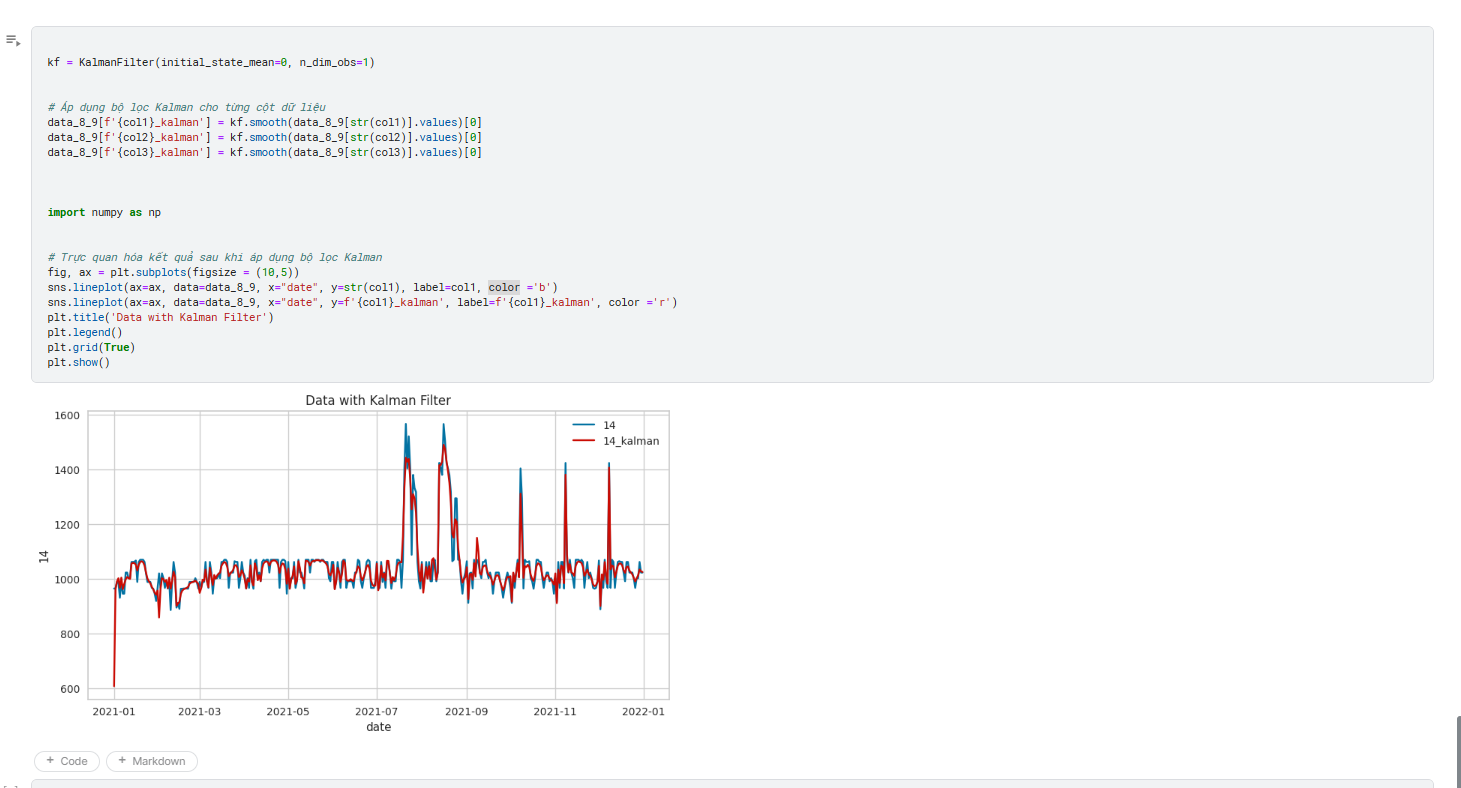 kf = KalmanFilter(initial_state_mean=0, n_dim_obs=1)
# Áp dụng bộ lọc Kalman cho từng cột dữ liệu
data_8_9[f'{col1}_kalman'] = kf.smooth(data_8_9[str(col1)].values)[0]
data_8_9[f'{col2}_kalman'] = kf.smooth(data_8_9[str(col2)].values)[0]
data_8_9[f'{col3}_kalman'] = kf.smooth(data_8_9[str(col3)].values)[0]
import numpy as np
# Trực quan hóa kết quả sau khi áp dụng bộ lọc Kalman
fig, ax = plt.subplots(figsize = (10,5))
sns.lineplot(ax=ax, data=data_8_9, x="date", y=str(col1), label=col1, color ='b')
sns.lineplot(ax=ax, data=data_8_9, x="date", y=f'{col1}_kalman', label=f'{col1}_kalman', color ='r')
plt.title('Data with Kalman Filter')
plt.legend()
plt.grid(True)
plt.show()
Data with Kalman Filter
1600
1400
1200
1000
800
600
14
14
14_kalman
2021-01 2021-03 2021-05 2021-07 2021-09 2021-11 2022-01
date
+ Code + Markdown